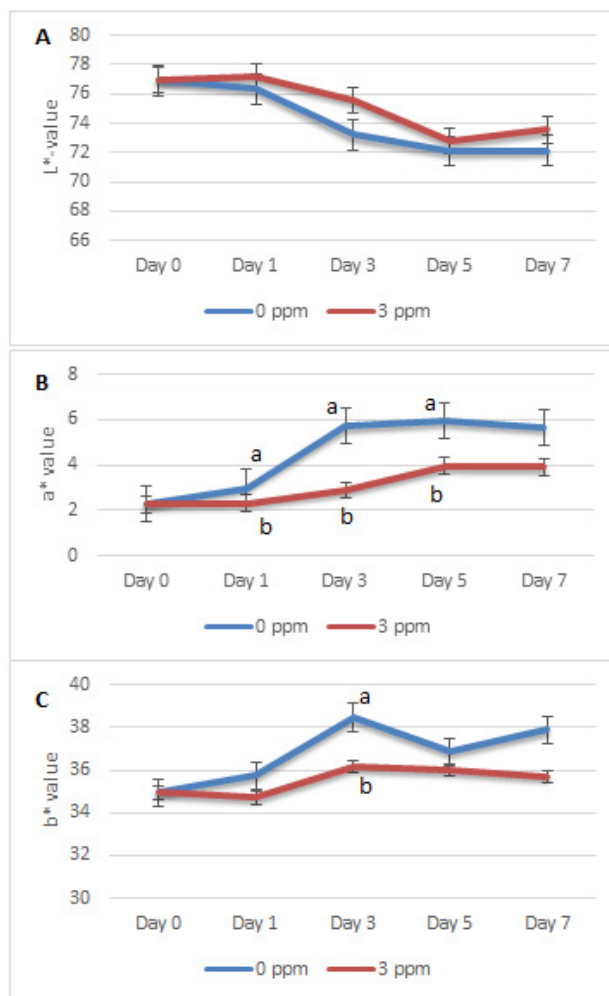 A
80
78
76
74
72
70
68
66
L*-value
Day 0 Day 1 Day 3 Day 5 Day 7
0 ppm 3 ppm
B
8
6
4
2
0
a* value
a a a
b b b
Day 0 Day 1 Day 3 Day 5 Day 7
0 ppm 3 ppm
C
40
38
36
34
32
30
b* value
a
b
Day 0 Day 1 Day 3 Day 5 Day 7
0 ppm 3 ppm